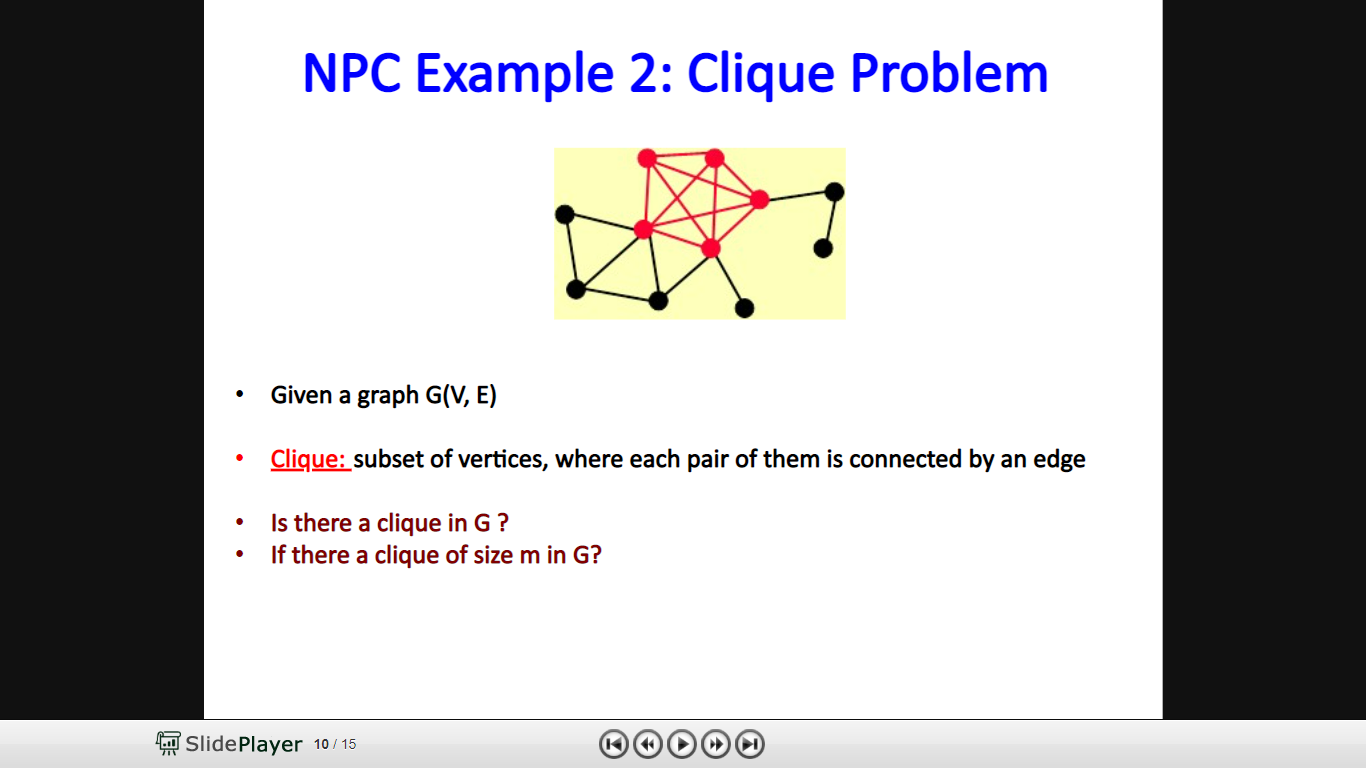 NPC Example 2: Clique Problem
• Given a graph G(V, E)
• Clique: subset of vertices, where each pair of them is connected by an edge
• Is there a clique in G ?
• If there a clique of size m in G?
SlidePlayer 10 / 15